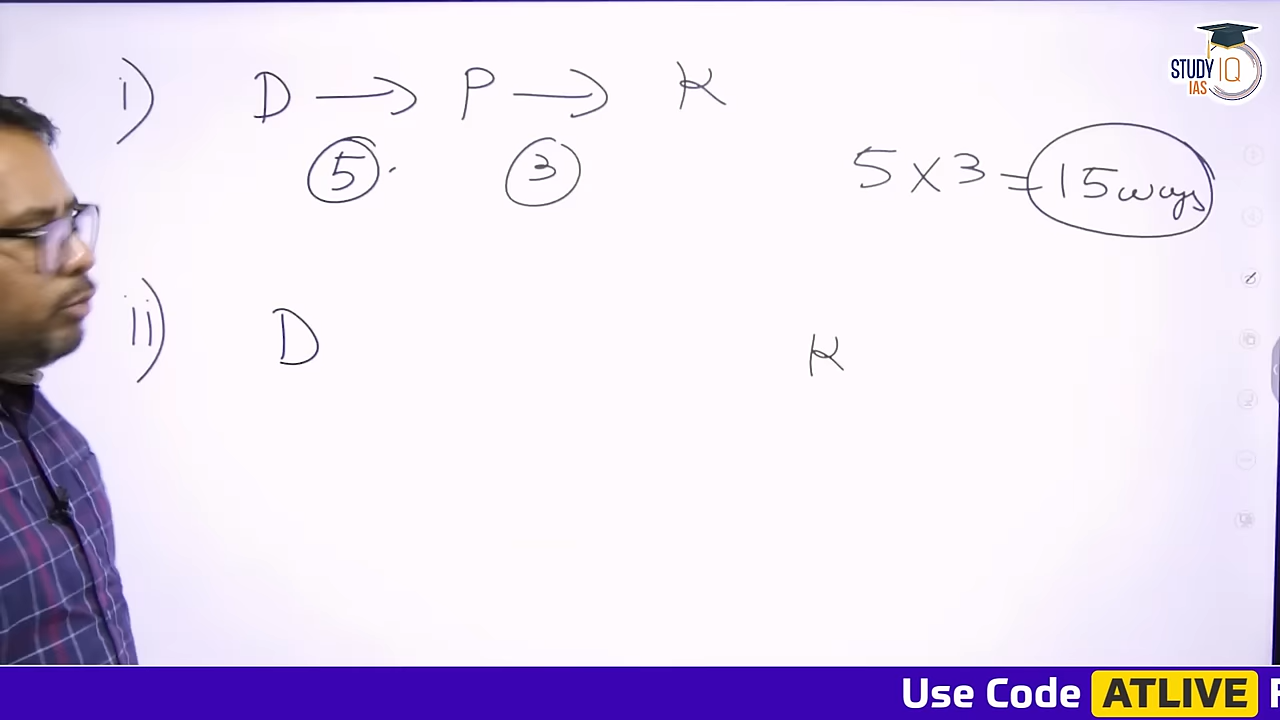 STUDY IQ
IAS
i) D → P → K
5 3
5 × 3 = 15 ways
ii) D K
Use Code ATLIVE F